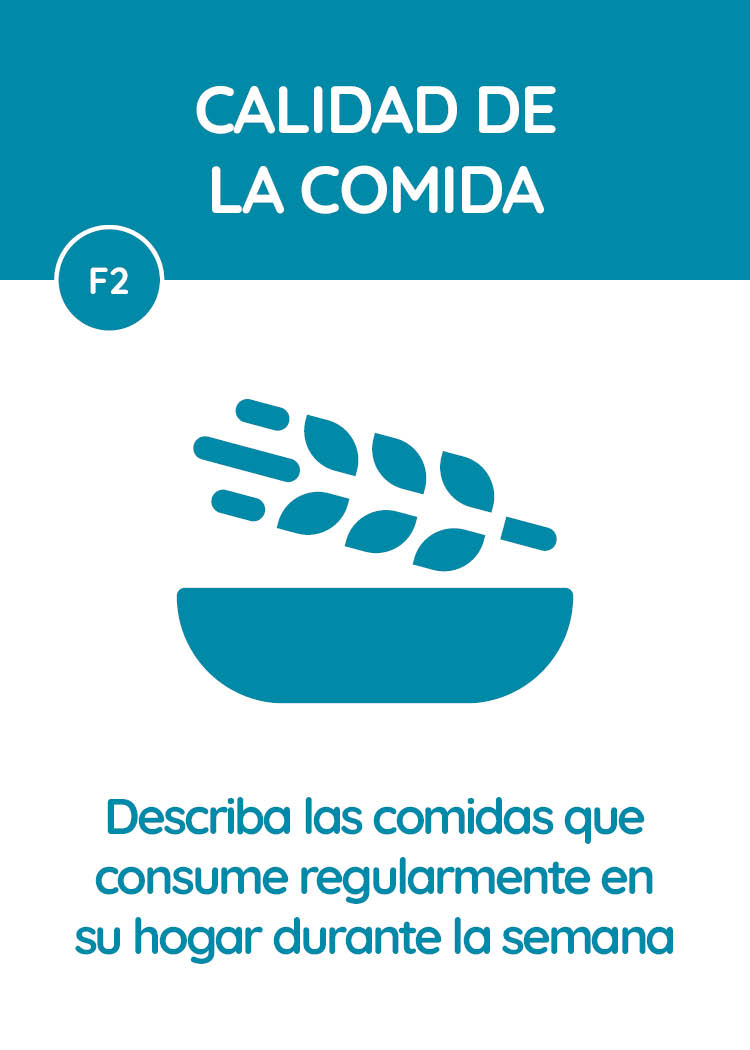 CALIDAD DE
LA COMIDA
F2
Describa las comidas que
consume regularmente en
su hogar durante la semana